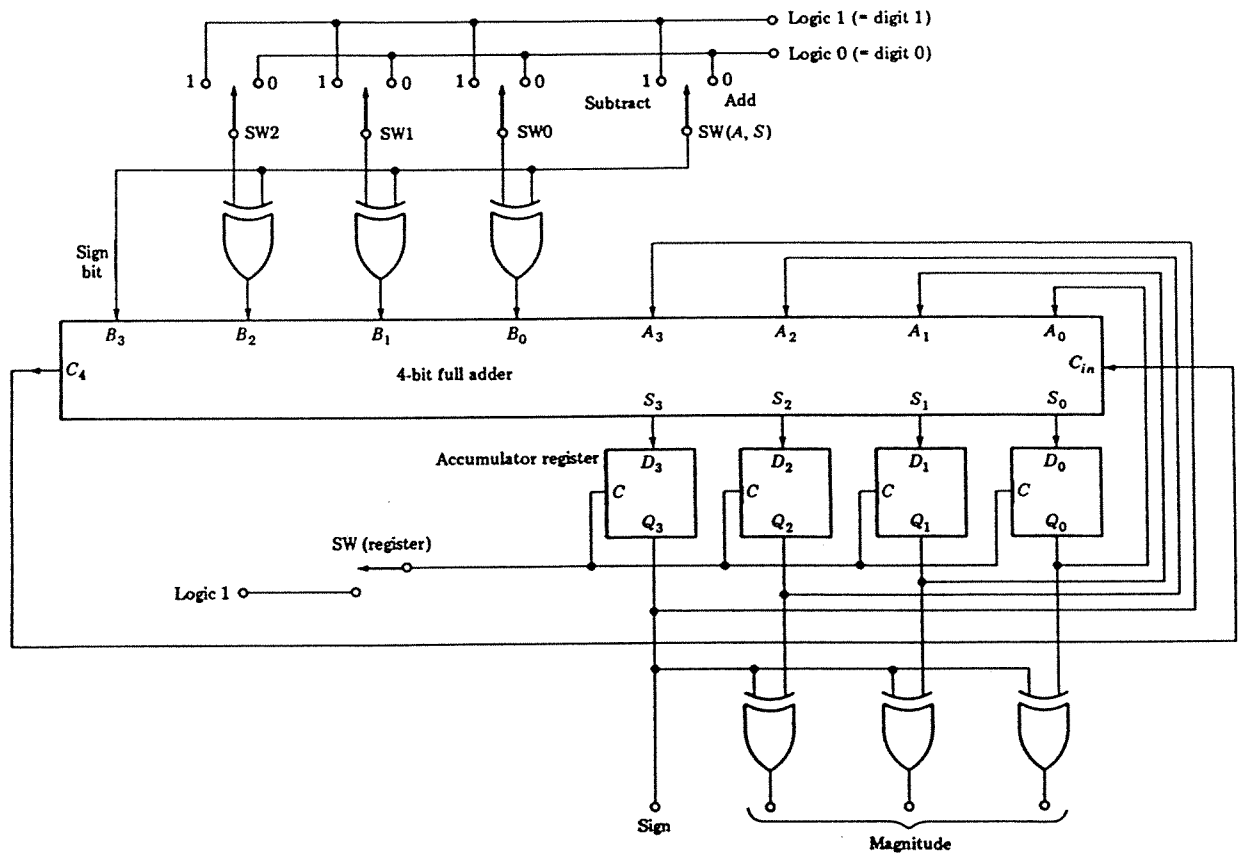 Logic 1 (= digit 1)
Logic 0 (= digit 0)
1 0 1 0 1 0 1 0
Subtract Add
SW2 SW1 SW0 SW(A, S)
Sign
bit
B3 B2 B1 B0 A3 A2 A1 A0
C4 4-bit full adder Cin
S3 S2 S1 S0
Accumulator register D3 D2 D1 D0
C C C C
Q3 Q2 Q1 Q0
SW (register)
Logic 1
Sign
Magnitude